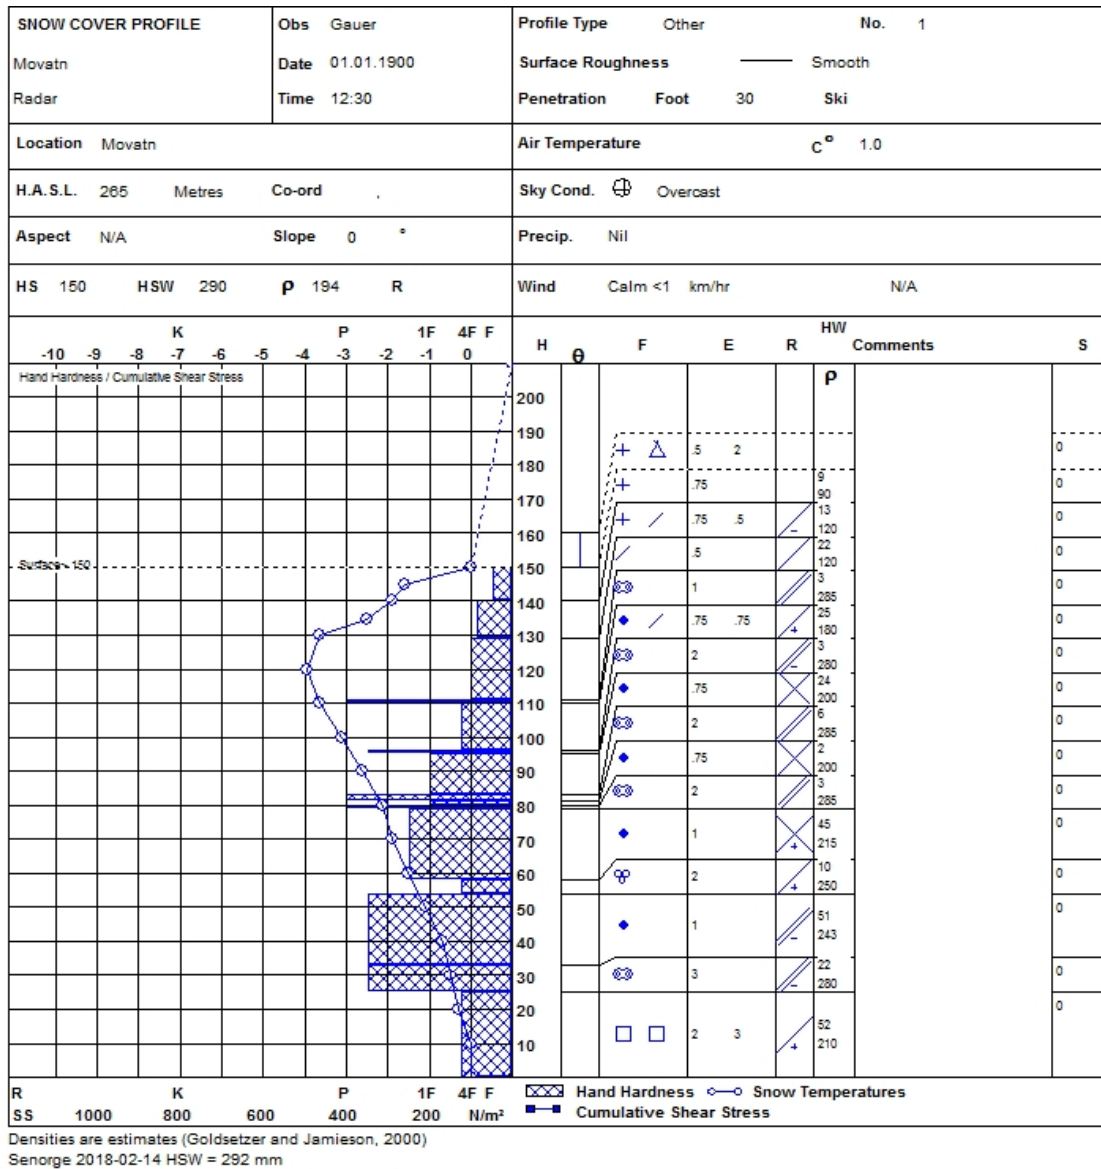 SNOW COVER PROFILE Obs Gauer Profile Type Other No. 1
Movatn Date 01.01.1900 Surface Roughness Smooth
Radar Time 12:30 Penetration Foot 30 Ski
Location Movatn Air Temperature C° 1.0
H.A.S.L. 265 Metres Co-ord , Sky Cond. Overcast
Aspect N/A Slope 0 ° Precip. Nil
HS 150 HSW 290 ρ 194 R Wind Calm <1 km/hr N/A
K P 1F 4F F HW
-10 -9 -8 -7 -6 -5 -4 -3 -2 -1 0 H θ F E R Comments S
Hand Hardness / Cumulative Shear Stress ρ
200
190
.5 2 0
180
.75 9 0
170 90
.75 .5 13 0
- 120
160
.5 22 0
120
Surface - 150 150
1 3 0
285
140
.75 .75 25 0
+ 180
130
2 3 0
- 280
120
.75 24 0
200
110
2 6 0
285
100
.75 2 0
200
90
2 3 0
285
80
1 45 0
+ 215
70
60
2 10 0
+ 250
50
1 51 0
- 243
40
30
3 22 0
- 280
20
2 3 52 0
+ 210
10
R K P 1F 4F F Hand Hardness Snow Temperatures
SS 1000 800 600 400 200 N/m² Cumulative Shear Stress
Densities are estimates (Goldsetzer and Jamieson, 2000)
Senorge 2018-02-14 HSW = 292 mm